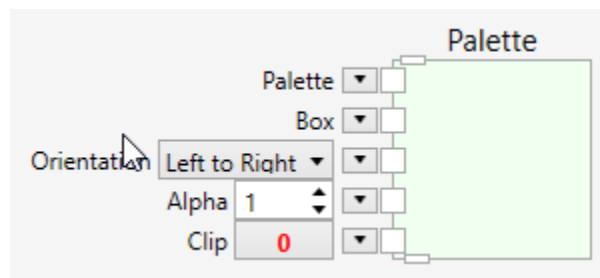 Palette
Palette
Box
Orientation Left to Right
Alpha 1
Clip 0